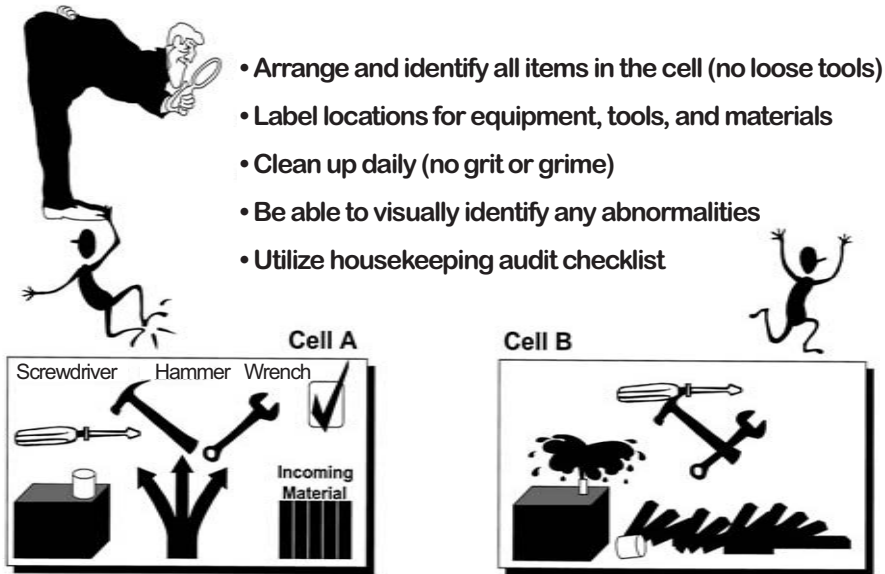 • Arrange and identify all items in the cell (no loose tools)
• Label locations for equipment, tools, and materials
• Clean up daily (no grit or grime)
• Be able to visually identify any abnormalities
• Utilize housekeeping audit checklist
Cell A
Cell B
Screwdriver Hammer Wrench
Incoming
Material